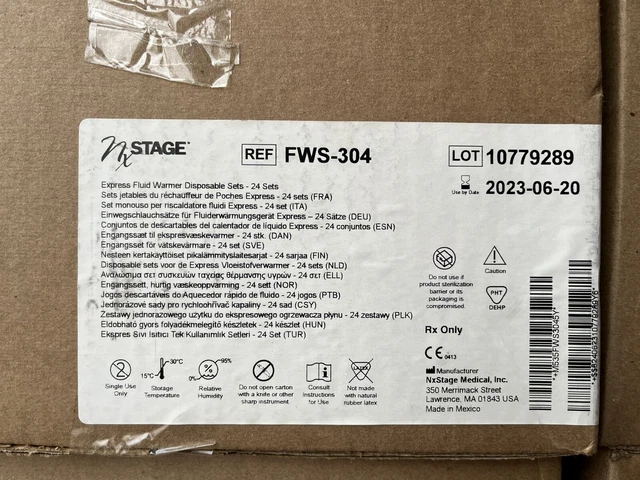 NxSTAGE®
REF FWS-304
LOT 10779289
Use by Date 2023-06-20
Express Fluid Warmer Disposable Sets - 24 Sets
Sets jetables du réchauffeur de Poches Express - 24 sets (FRA)
Set monouso per riscaldatore fluidi Express - 24 set (ITA)
Einwegschlauchsätze für Fluiderwärmungsgerät Express – 24 Sätze (DEU)
Conjuntos de descartables del calentador de líquido Express - 24 conjuntos (ESN)
Engangssæt til ekspresvæskevarmer - 24 stk. (DAN)
Engangsset för vätskevärmare - 24 set (SVE)
Nesteen kertakäyttöiset pikalämmityslaitesarjat - 24 sarjaa (FIN)
Disposable sets voor de Express Vloeistofverwarmer - 24 sets (NLD)
Αναλώσιμα σετ συσκευών ταχείας θέρμανσης υγρών - 24 σετ (ELL)
Engangssett, hurtig væskeoppvarming - 24 sett (NOR)
Jogos descartáveis do Aquecedor rápido de fluido - 24 jogos (PTB)
Jednorázové sady pro rychloohřívač kapaliny - 24 sad (CSY)
Zestawy jednorazowego użytku do ekspresowego ogrzewacza płynu - 24 zestawy (PLK)
Eldobható gyors folyadékmelegítő készletek - 24 készlet (HUN)
Ekspres Sıvı Isıtıcı Tek Kullanımlık Setleri - 24 Set (TUR)
Do not use if
product sterilization
barrier or its
packaging is
compromised.
Caution
PHT
DEHP
Rx Only
CE 0413
2
Single Use
Only
15°C
30°C
Storage
Temperature
0%
95%
Relative
Humidity
Do not open carton
with a knife or other
sharp instrument
Consult
Instructions
for Use
LATEX
Not made
with natural
rubber latex
Manufacturer
NxStage Medical, Inc.
350 Merrimack Street
Lawrence, MA 01843 USA
Made in Mexico